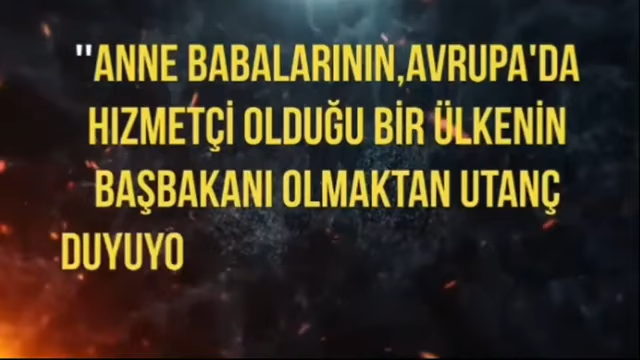 "ANNE BABALARININ,AVRUPA'DA
HIZMETÇİ OLDUĞU BİR ÜLKENİN
BAŞBAKANI OLMAKTAN UTANÇ
DUYUYO